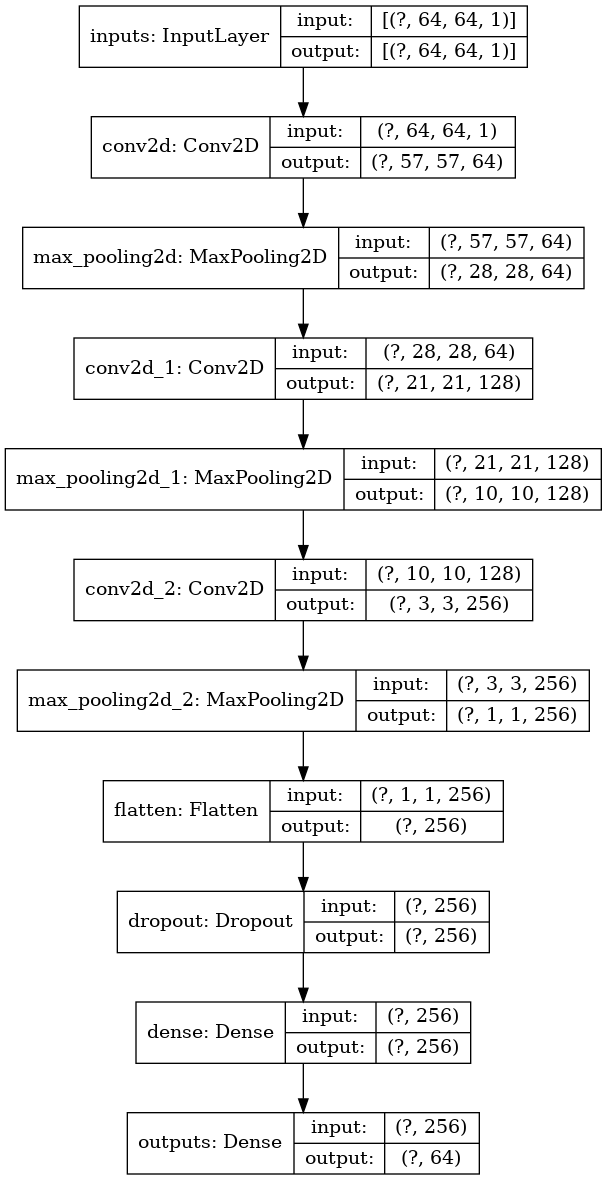 inputs: InputLayer
input:
[(?, 64, 64, 1)]
output:
[(?, 64, 64, 1)]
conv2d: Conv2D
input:
(?, 64, 64, 1)
output:
(?, 57, 57, 64)
max_pooling2d: MaxPooling2D
input:
(?, 57, 57, 64)
output:
(?, 28, 28, 64)
conv2d_1: Conv2D
input:
(?, 28, 28, 64)
output:
(?, 21, 21, 128)
max_pooling2d_1: MaxPooling2D
input:
(?, 21, 21, 128)
output:
(?, 10, 10, 128)
conv2d_2: Conv2D
input:
(?, 10, 10, 128)
output:
(?, 3, 3, 256)
max_pooling2d_2: MaxPooling2D
input:
(?, 3, 3, 256)
output:
(?, 1, 1, 256)
flatten: Flatten
input:
(?, 1, 1, 256)
output:
(?, 256)
dropout: Dropout
input:
(?, 256)
output:
(?, 256)
dense: Dense
input:
(?, 256)
output:
(?, 256)
outputs: Dense
input:
(?, 256)
output:
(?, 64)